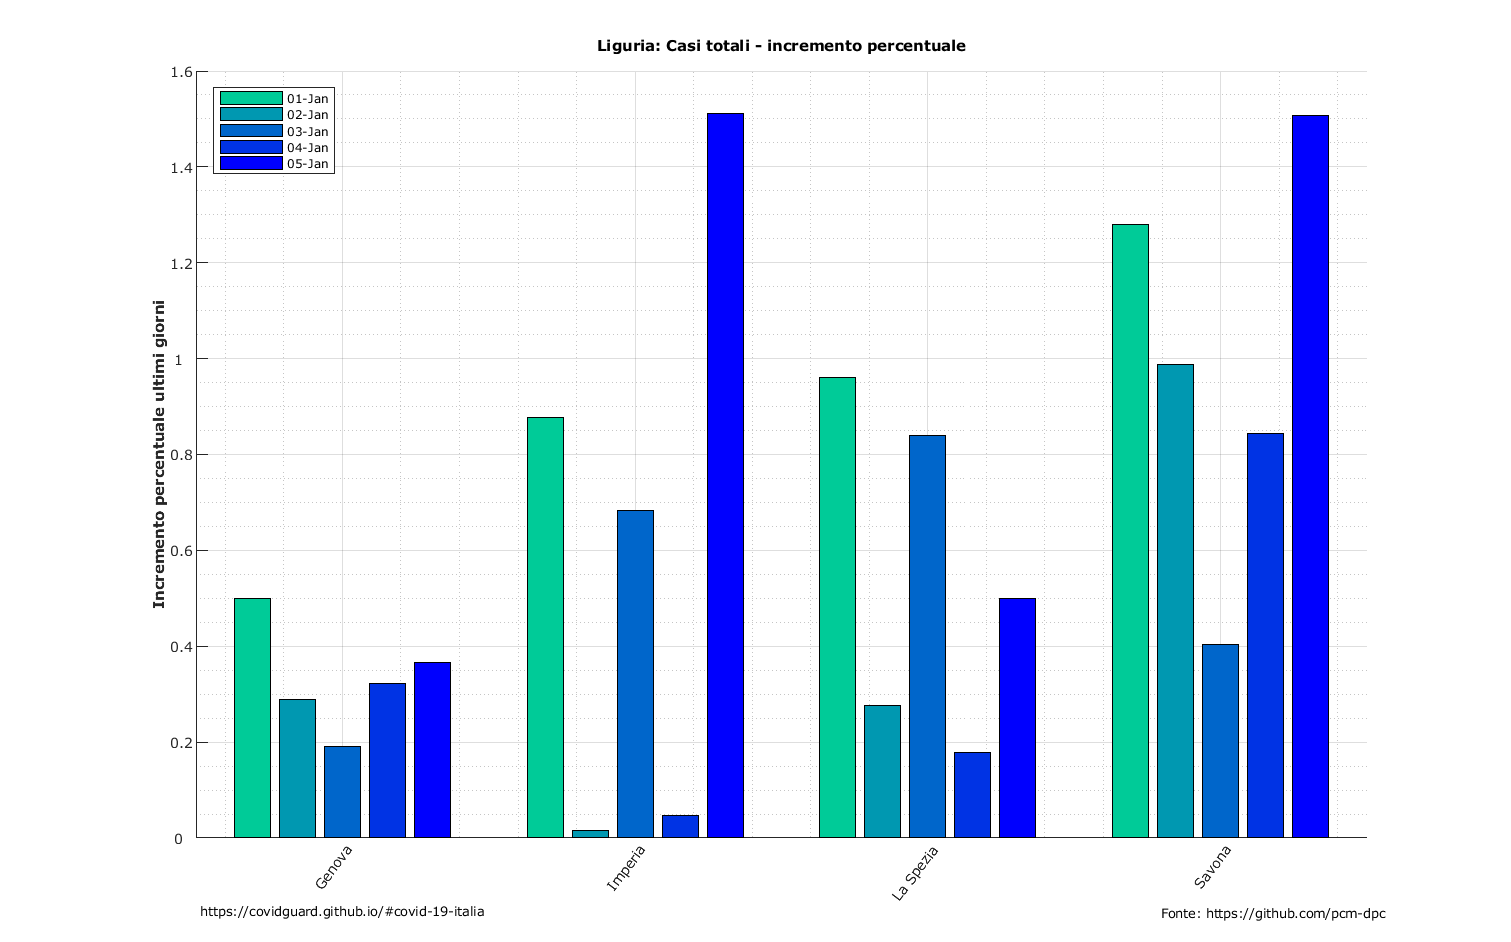 Liguria: Casi totali - incremento percentuale
1.6
1.4
1.2
1
0.8
0.6
0.4
0.2
0
Incremento percentuale ultimi giorni
01-Jan
02-Jan
03-Jan
04-Jan
05-Jan
Genova
Imperia
La Spezia
Savona
https://covidguard.github.io/#covid-19-italia
Fonte: https://github.com/pcm-dpc